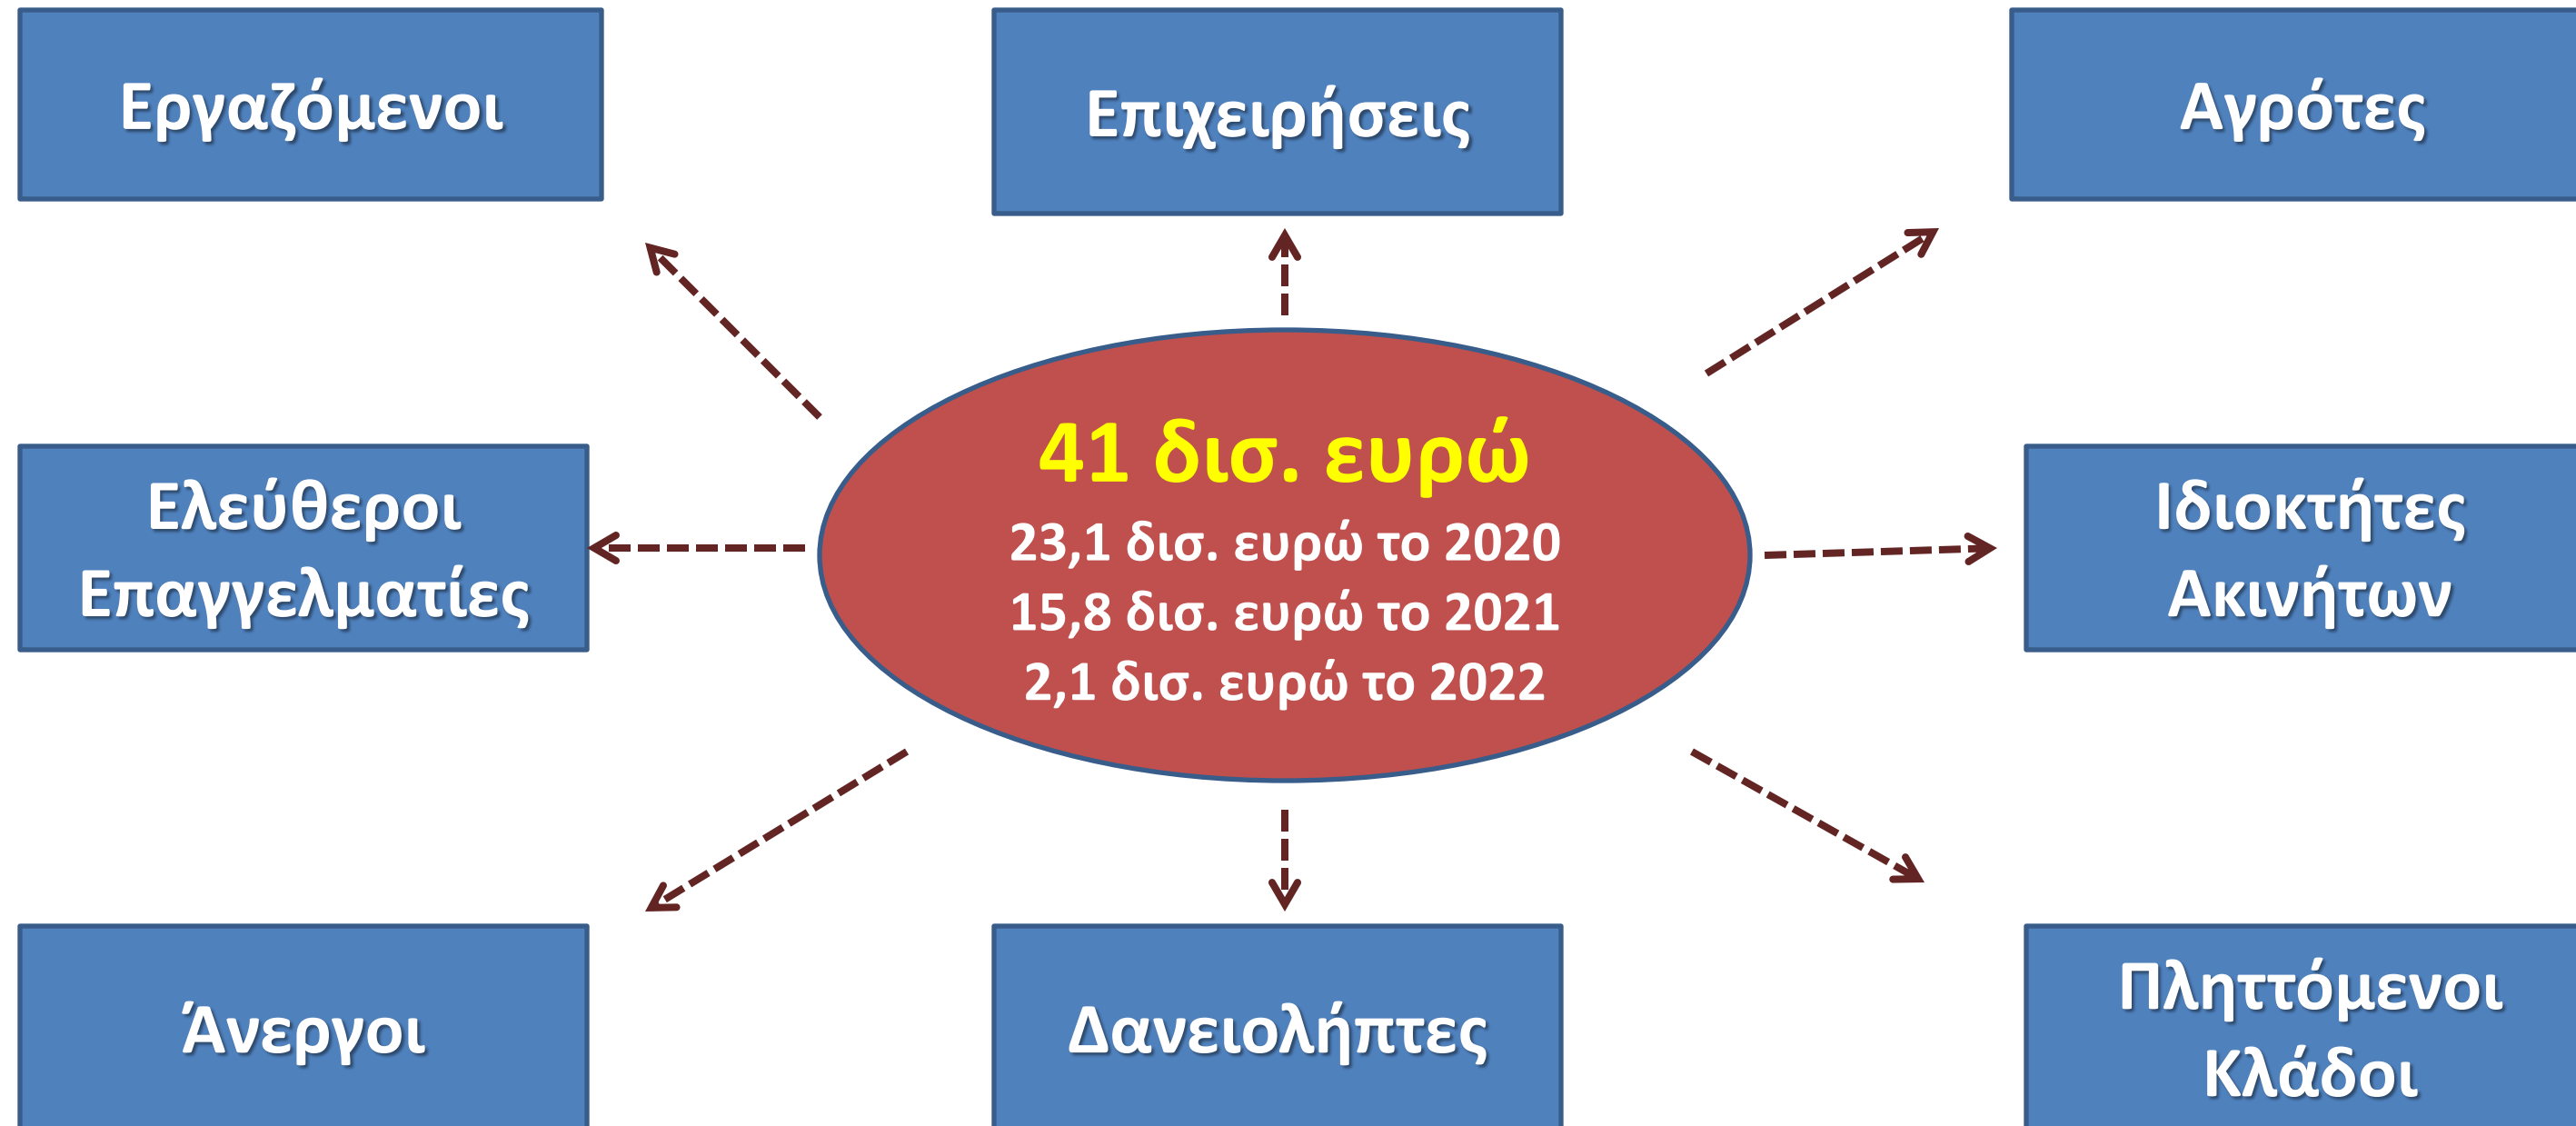 Εργαζόμενοι
Επιχειρήσεις
Αγρότες
41 δισ. ευρώ
23,1 δισ. ευρώ το 2020
15,8 δισ. ευρώ το 2021
2,1 δισ. ευρώ το 2022
Ελεύθεροι
Επαγγελματίες
Ιδιοκτήτες
Ακινήτων
Άνεργοι
Δανειολήπτες
Πληττόμενοι
Κλάδοι